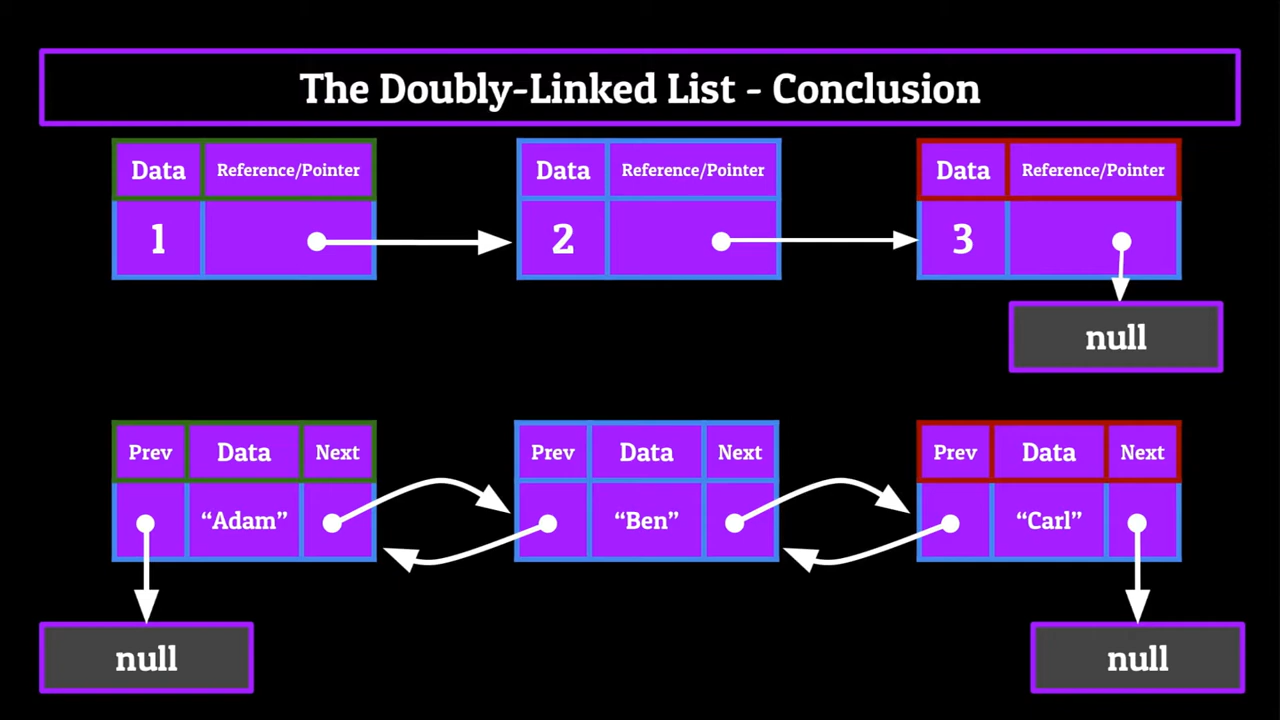 The Doubly-Linked List - Conclusion
Data Reference/Pointer Data Reference/Pointer Data Reference/Pointer
1 2 3
null
Prev Data Next Prev Data Next Prev Data Next
“Adam” “Ben” “Carl”
null null